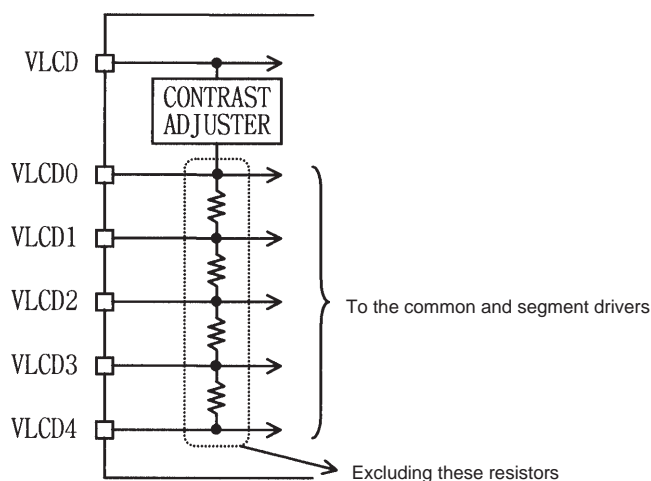 VLCD
CONTRAST
ADJUSTER
VLCD0
VLCD1
VLCD2
To the common and segment drivers
VLCD3
VLCD4
Excluding these resistors